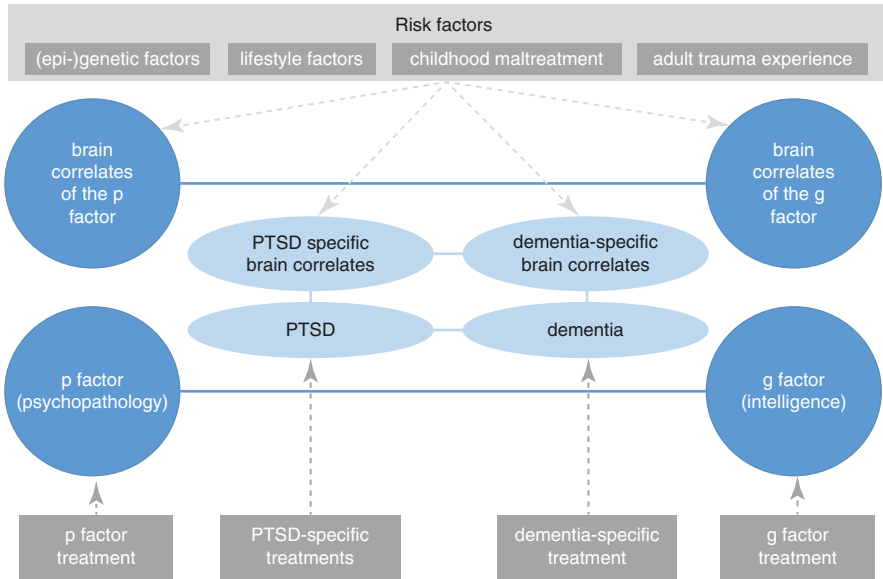 Risk factors
(epi-)genetic factors
lifestyle factors
childhood maltreatment
adult trauma experience
brain
correlates
of the p
factor
brain
correlates
of the g
factor
PTSD specific
brain correlates
dementia-specific
brain correlates
PTSD
dementia
p factor
(psychopathology)
g factor
(intelligence)
p factor
treatment
PTSD-specific
treatments
dementia-specific
treatment
g factor
treatment